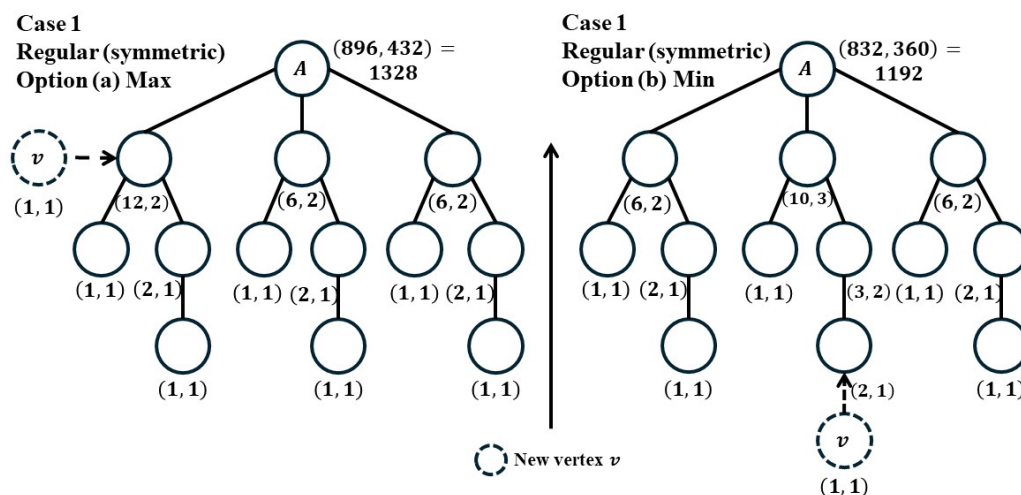 Case 1
Regular (symmetric)
Option (a) Max
(896, 432) =
1328
A
v
(1, 1)
(12, 2)
(6, 2)
(6, 2)
(1, 1)
(2, 1)
(1, 1)
(2, 1)
(1, 1)
(2, 1)
(1, 1)
(1, 1)
(1, 1)
Case 1
Regular (symmetric)
Option (b) Min
(832, 360) =
1192
A
(6, 2)
(10, 3)
(6, 2)
(1, 1)
(2, 1)
(1, 1)
(3, 2)
(1, 1)
(2, 1)
(1, 1)
(2, 1)
(1, 1)
v
(1, 1)
New vertex v